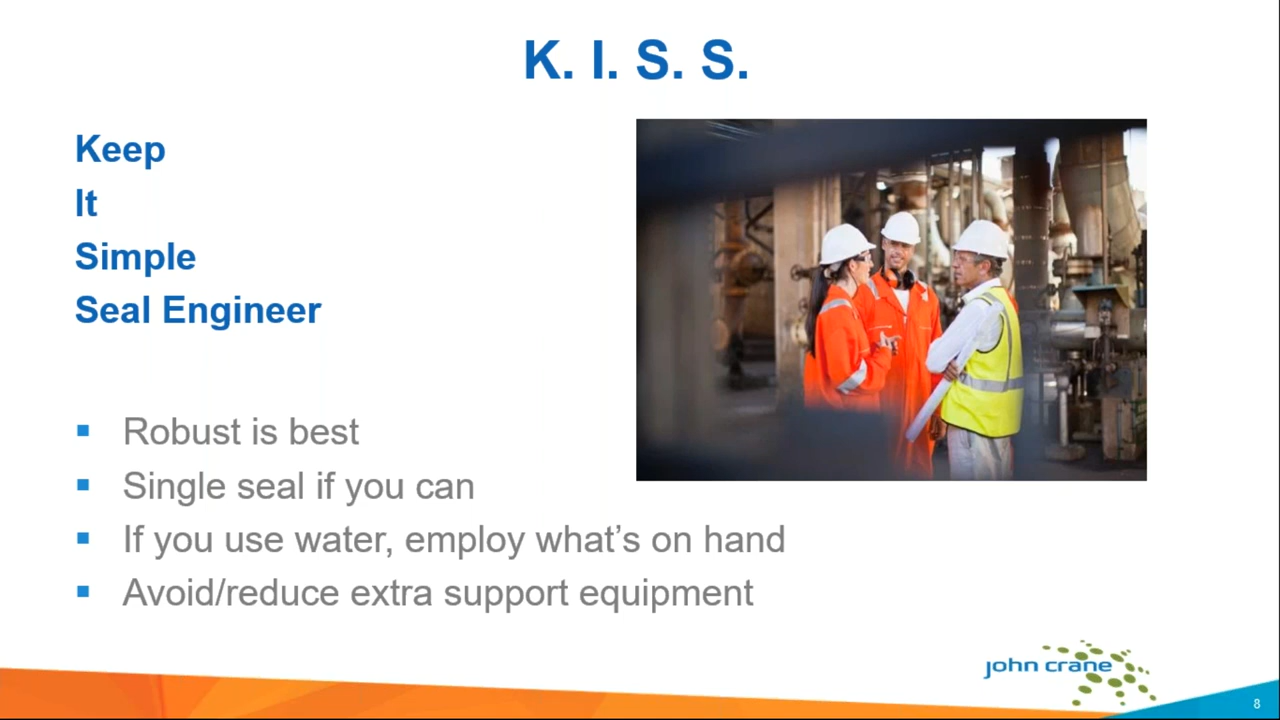 K. I. S. S.
Keep
It
Simple
Seal Engineer
Robust is best
Single seal if you can
If you use water, employ what’s on hand
Avoid/reduce extra support equipment
john crane
8